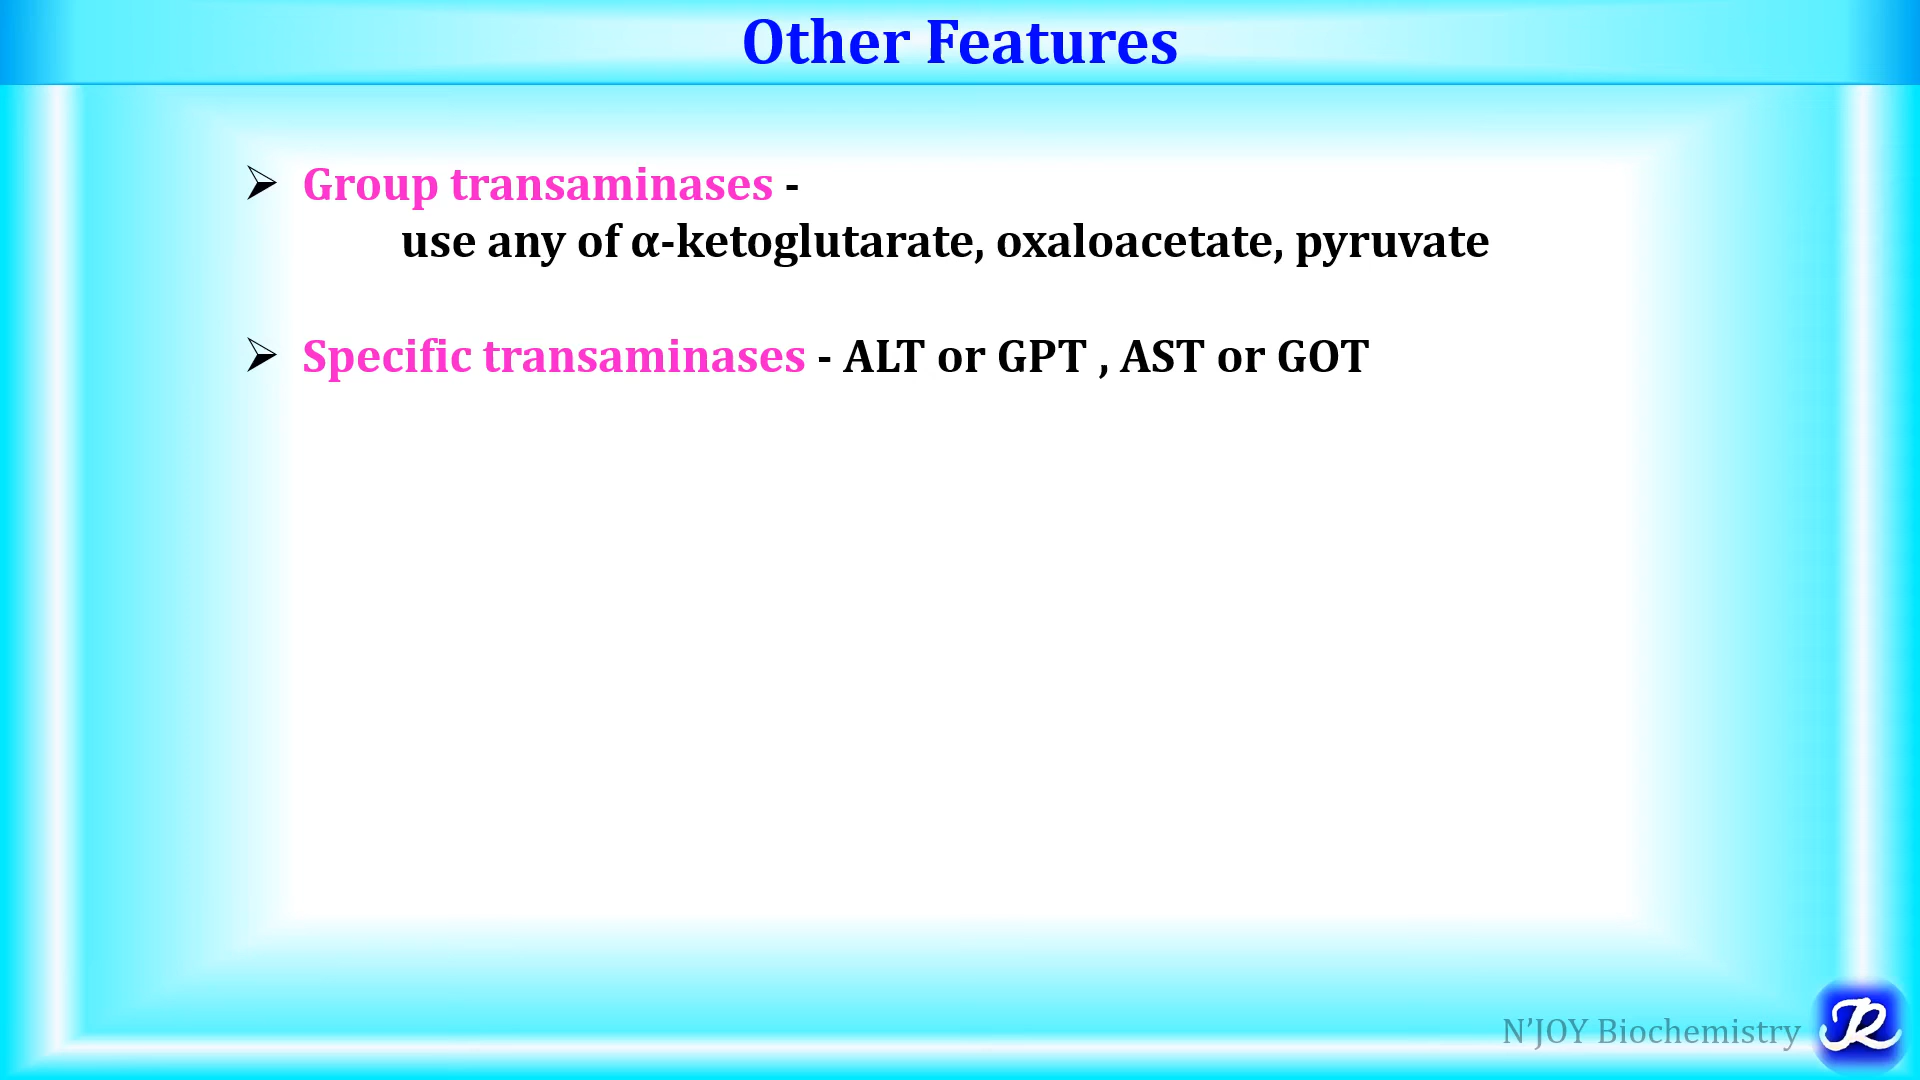 Other Features
➢ Group transaminases -
use any of α-ketoglutarate, oxaloacetate, pyruvate
➢ Specific transaminases - ALT or GPT , AST or GOT
N’JOY Biochemistry
R